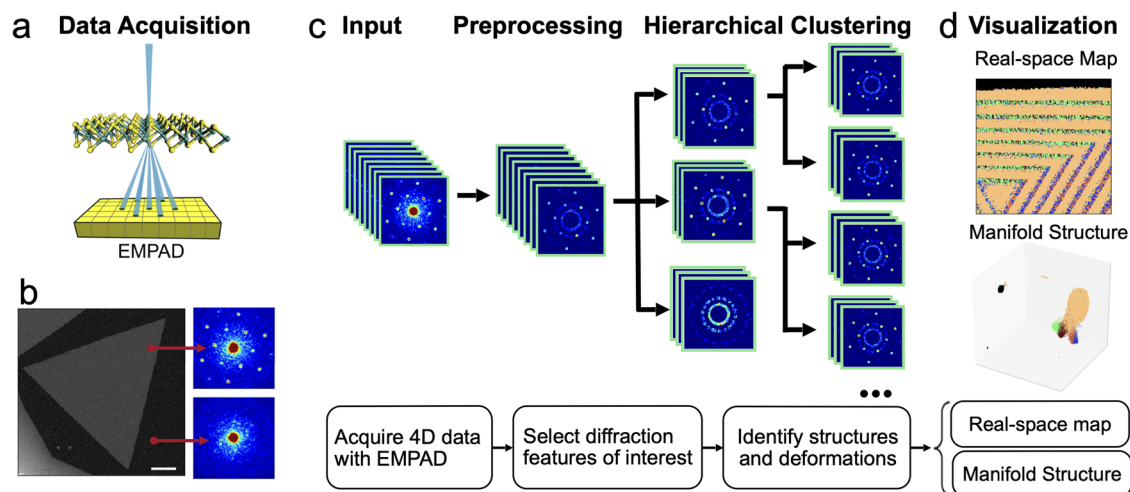 a Data Acquisition
EMPAD
b
c Input Preprocessing Hierarchical Clustering
d Visualization
Real-space Map
Manifold Structure
Acquire 4D data
with EMPAD
Select diffraction
features of interest
Identify structures
and deformations
Real-space map
Manifold Structure